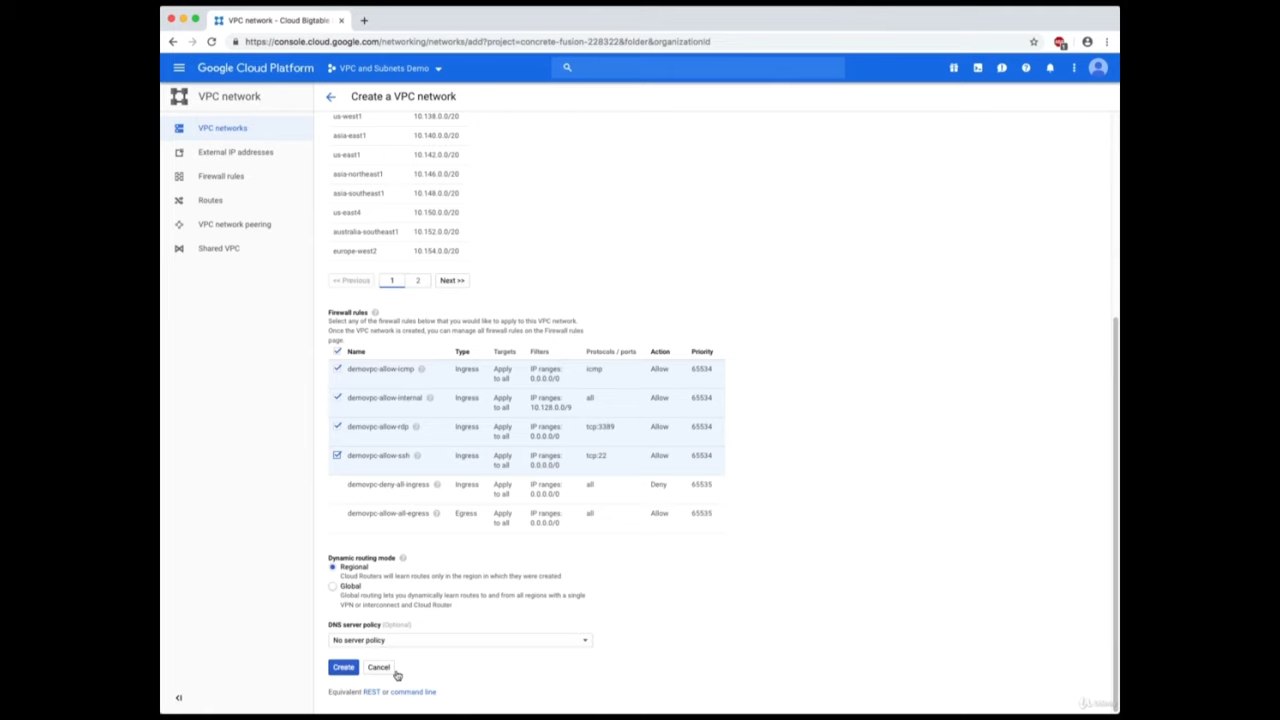 VPC network - Cloud Bigtable
https://console.cloud.google.com/networking/networks/add?project=concrete-fusion-228322&folder&organizationId
Google Cloud Platform
VPC and Subnets Demo
VPC network
Create a VPC network
VPC networks
External IP addresses
Firewall rules
Routes
VPC network peering
Shared VPC
us-west1 10.138.0.0/20
asia-east1 10.140.0.0/20
us-east1 10.142.0.0/20
asia-northeast1 10.146.0.0/20
asia-southeast1 10.148.0.0/20
us-east4 10.150.0.0/20
australia-southeast1 10.152.0.0/20
europe-west2 10.154.0.0/20
<< Previous 1 2 Next >>
Firewall rules
Select any of the firewall rules below that you would like to apply to this VPC network.
Once the VPC network is created, you can manage all firewall rules on the Firewall rules
page.
Name Type Targets Filters Protocols / ports Action Priority
demovpc-allow-icmp Ingress Apply IP ranges: icmp Allow 65534
to all 0.0.0.0/0
demovpc-allow-internal Ingress Apply IP ranges: all Allow 65534
to all 10.128.0.0/9
demovpc-allow-rdp Ingress Apply IP ranges: tcp:3389 Allow 65534
to all 0.0.0.0/0
demovpc-allow-ssh Ingress Apply IP ranges: tcp:22 Allow 65534
to all 0.0.0.0/0
demovpc-deny-all-ingress Ingress Apply IP ranges: all Deny 65535
to all 0.0.0.0/0
demovpc-allow-all-egress Egress Apply IP ranges: all Allow 65535
to all 0.0.0.0/0
Dynamic routing mode
Regional
Cloud Routers will learn routes only in the region in which they were created
Global
Global routing lets you dynamically learn routes to and from all regions with a single
VPN or interconnect and Cloud Router
DNS server policy (Optional)
No server policy
Create Cancel
Equivalent REST or command line